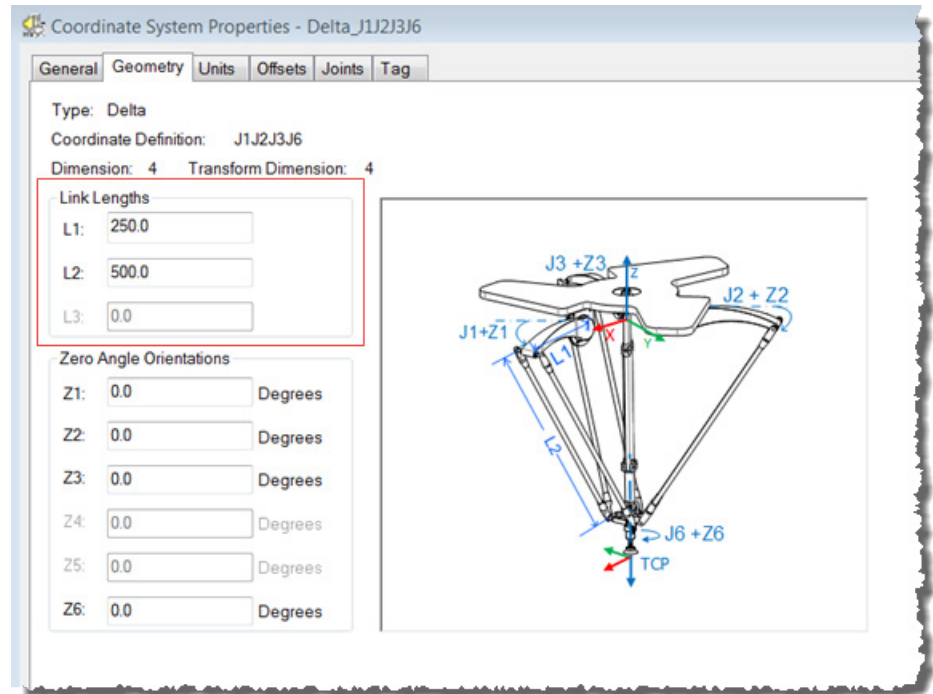 Coordinate System Properties - Delta_J1J2J3J6
General Geometry Units Offsets Joints Tag
Type: Delta
Coordinate Definition: J1J2J3J6
Dimension: 4 Transform Dimension: 4
Link Lengths
L1: 250.0
L2: 500.0
L3: 0.0
Zero Angle Orientations
Z1: 0.0 Degrees
Z2: 0.0 Degrees
Z3: 0.0 Degrees
Z4: 0.0 Degrees
Z5: 0.0 Degrees
Z6: 0.0 Degrees
J3 +Z3
Z
J2 + Z2
J1+Z1
X
Y
L1
L2
J6 +Z6
TCP